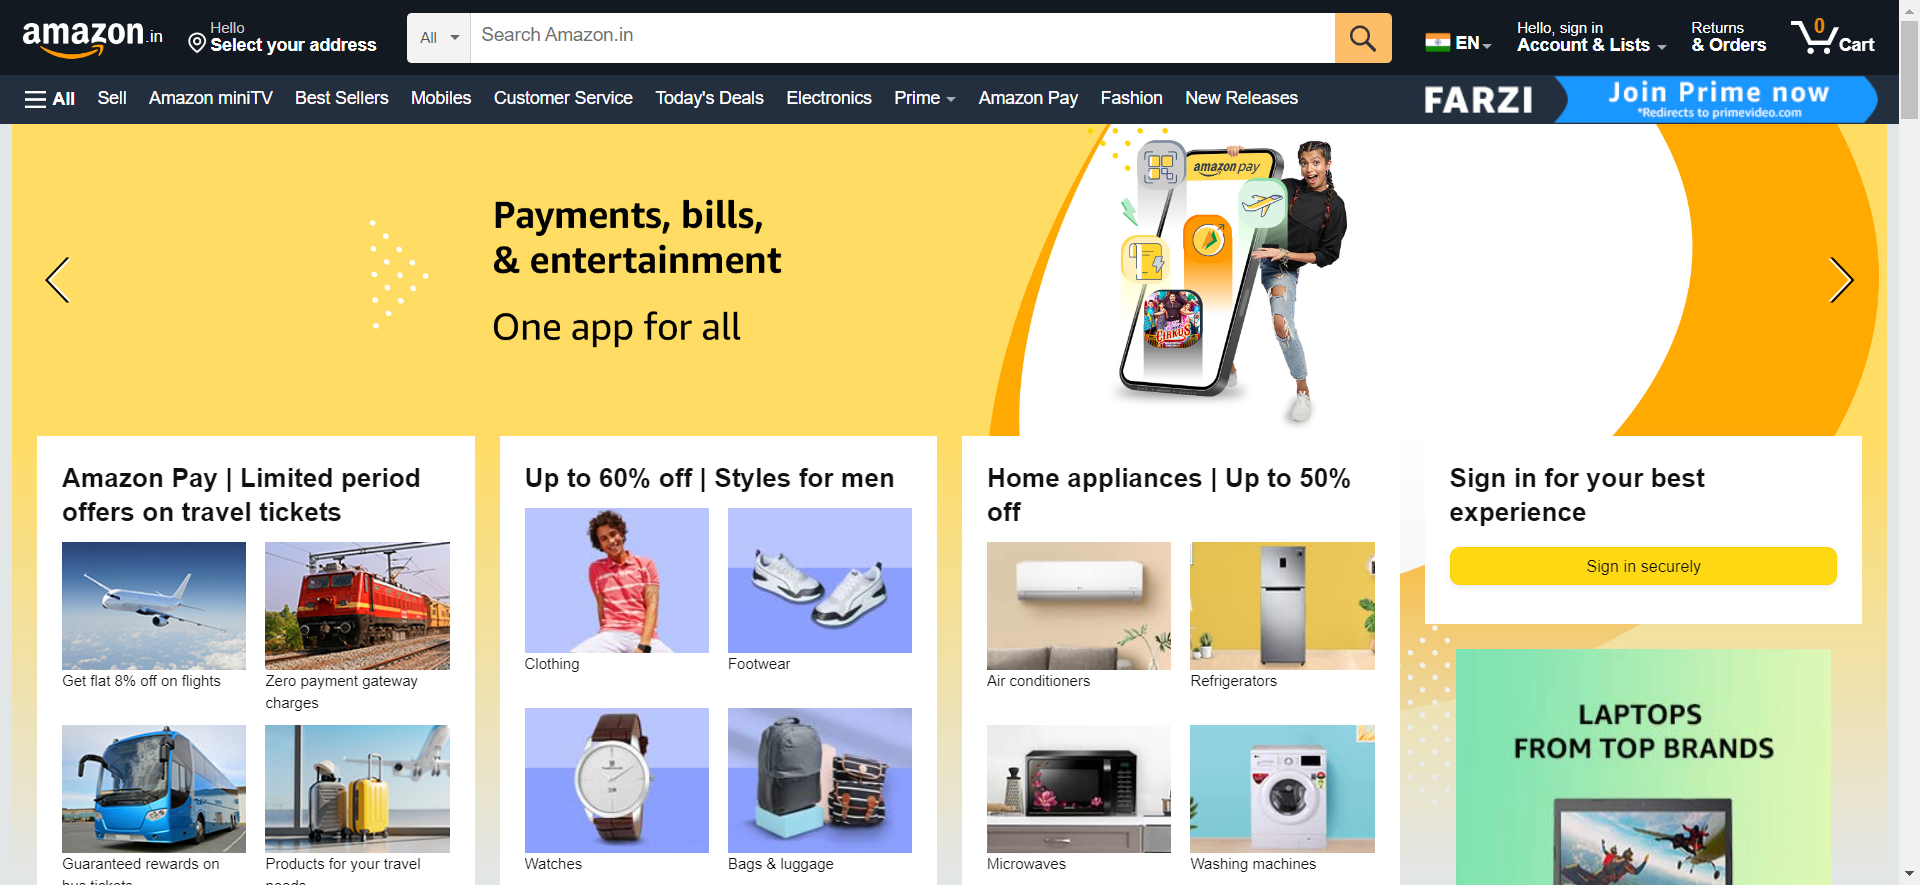 amazon.in
Hello
Select your address
All
Search Amazon.in
EN
Hello, sign in
Account & Lists
Returns
& Orders
0
Cart
All
Sell
Amazon miniTV
Best Sellers
Mobiles
Customer Service
Today's Deals
Electronics
Prime
Amazon Pay
Fashion
New Releases
FARZI
Join Prime now
*Redirects to primevideo.com
Payments, bills,
& entertainment
One app for all
amazon pay
CIRKUS
Amazon Pay | Limited period
offers on travel tickets
Get flat 8% off on flights
Zero payment gateway
charges
Guaranteed rewards on
bus tickets
Products for your travel
needs
Up to 60% off | Styles for men
Clothing
Footwear
Watches
Bags & luggage
Home appliances | Up to 50%
off
Air conditioners
Refrigerators
Microwaves
Washing machines
Sign in for your best
experience
Sign in securely
LAPTOPS
FROM TOP BRANDS